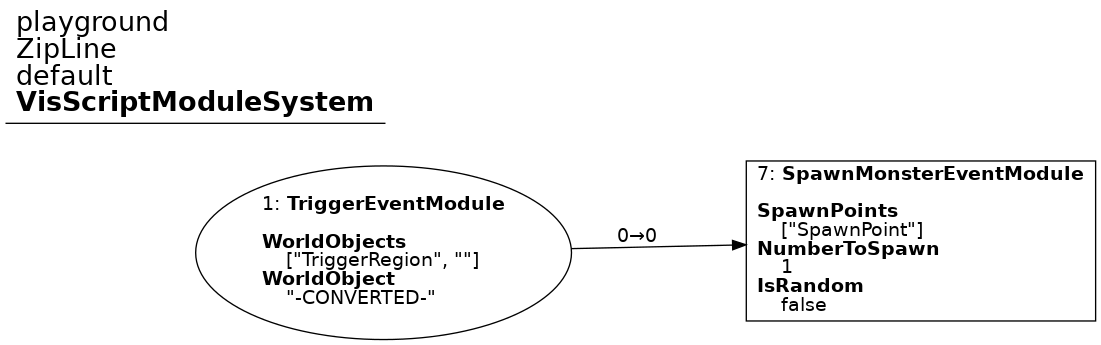 playground
ZipLine
default
VisScriptModuleSystem
1: TriggerEventModule
WorldObjects
["TriggerRegion", ""]
WorldObject
"-CONVERTED-"
0→0
7: SpawnMonsterEventModule
SpawnPoints
["SpawnPoint"]
NumberToSpawn
1
IsRandom
false